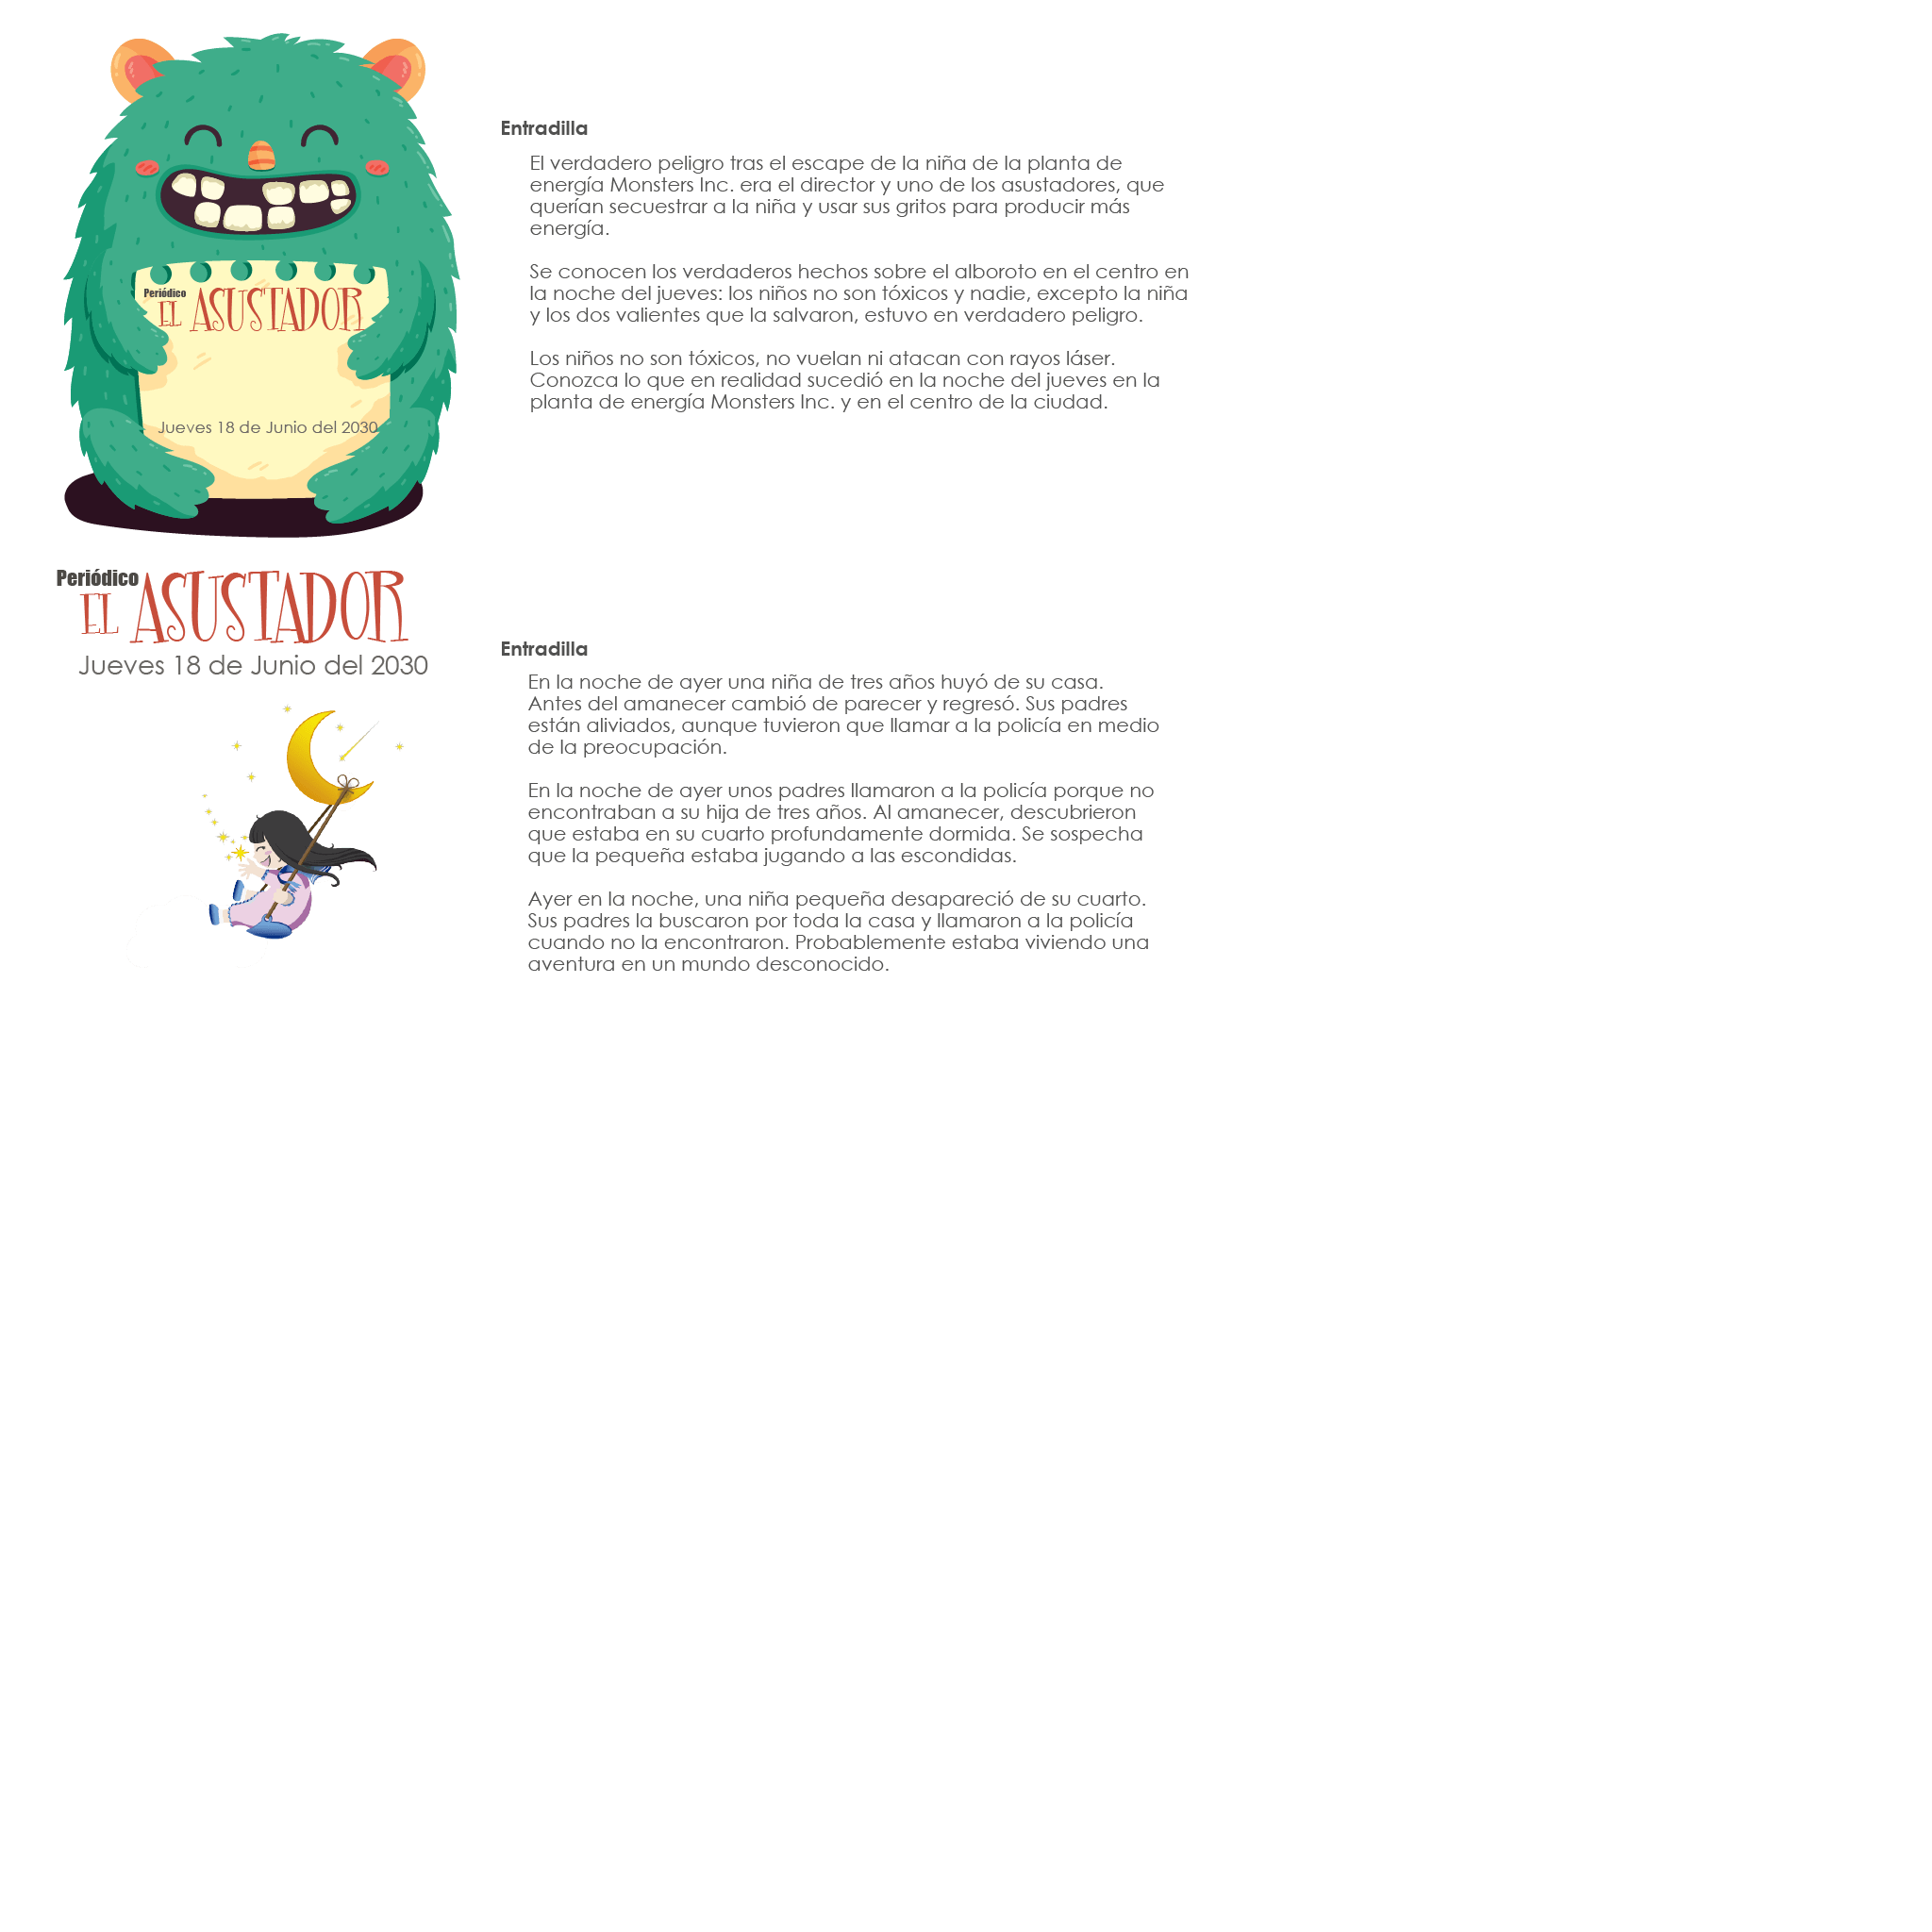 Periódico
EL ASUSTADOR
Jueves 18 de Junio del 2030
Entradilla
El verdadero peligro tras el escape de la niña de la planta de
energía Monsters Inc. era el director y uno de los asustadores, que
querían secuestrar a la niña y usar sus gritos para producir más
energía.
Se conocen los verdaderos hechos sobre el alboroto en el centro en
la noche del jueves: los niños no son tóxicos y nadie, excepto la niña
y los dos valientes que la salvaron, estuvo en verdadero peligro.
Los niños no son tóxicos, no vuelan ni atacan con rayos láser.
Conozca lo que en realidad sucedió en la noche del jueves en la
planta de energía Monsters Inc. y en el centro de la ciudad.
Periódico
EL ASUSTADOR
Jueves 18 de Junio del 2030
Entradilla
En la noche de ayer una niña de tres años huyó de su casa.
Antes del amanecer cambió de parecer y regresó. Sus padres
están aliviados, aunque tuvieron que llamar a la policía en medio
de la preocupación.
En la noche de ayer unos padres llamaron a la policía porque no
encontraban a su hija de tres años. Al amanecer, descubrieron
que estaba en su cuarto profundamente dormida. Se sospecha
que la pequeña estaba jugando a las escondidas.
Ayer en la noche, una niña pequeña desapareció de su cuarto.
Sus padres la buscaron por toda la casa y llamaron a la policía
cuando no la encontraron. Probablemente estaba viviendo una
aventura en un mundo desconocido.